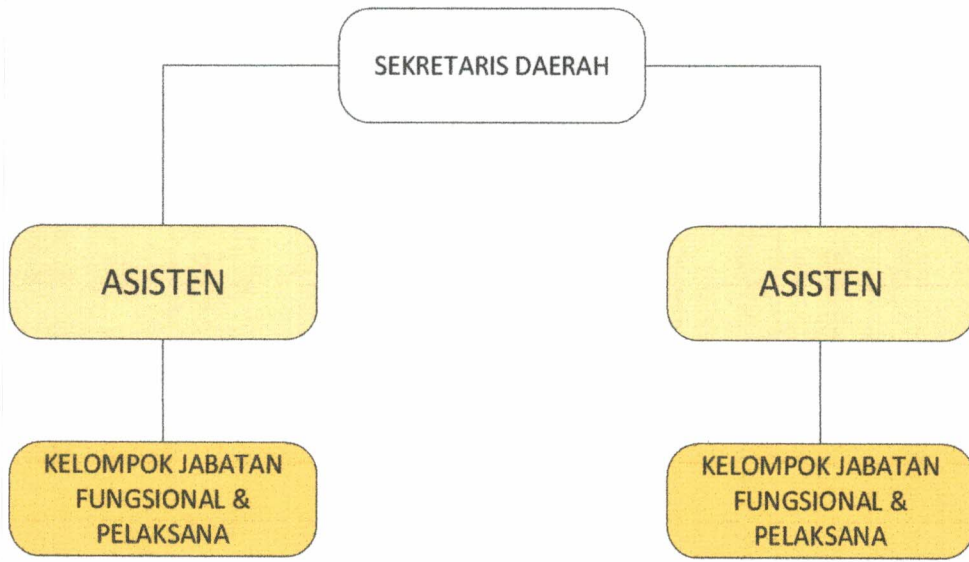 SEKRETARIS DAERAH
ASISTEN
ASISTEN
KELOMPOK JABATAN
FUNGSIONAL &
PELAKSANA
KELOMPOK JABATAN
FUNGSIONAL &
PELAKSANA